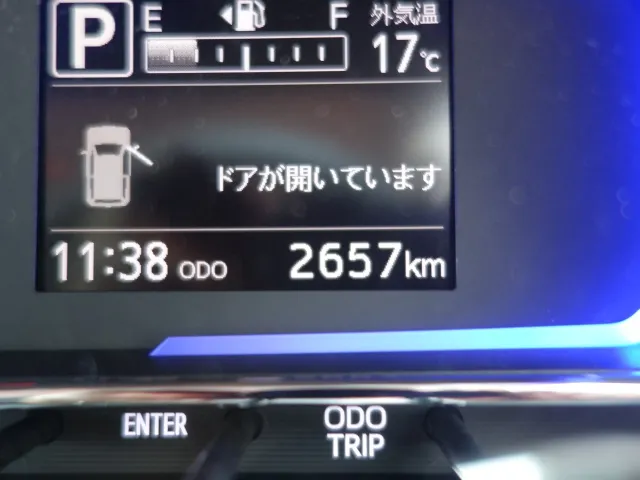 P E F 外気温
17℃
ドアが開いています
11:38 ODO 2657km
ENTER ODO
TRIP